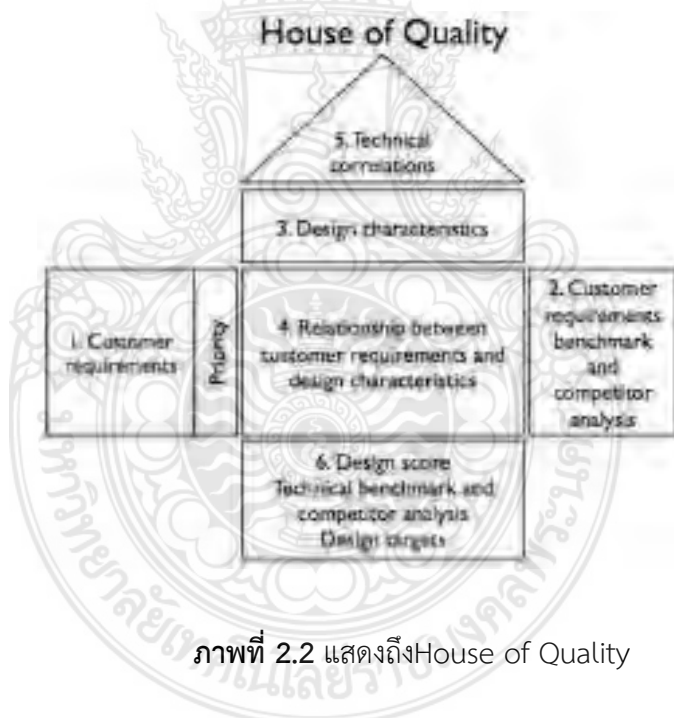 House of Quality
5. Technical
correlations
3. Design characteristics
1. Customer
requirements
Priority
4. Relationship between
customer requirements and
design characteristics
2. Customer
requirements
benchmark
and
competitor
analysis
6. Design score
Technical benchmark and
competitor analysis
Design targets
ภาพที่ 2.2 แสดงถึงHouse of Quality